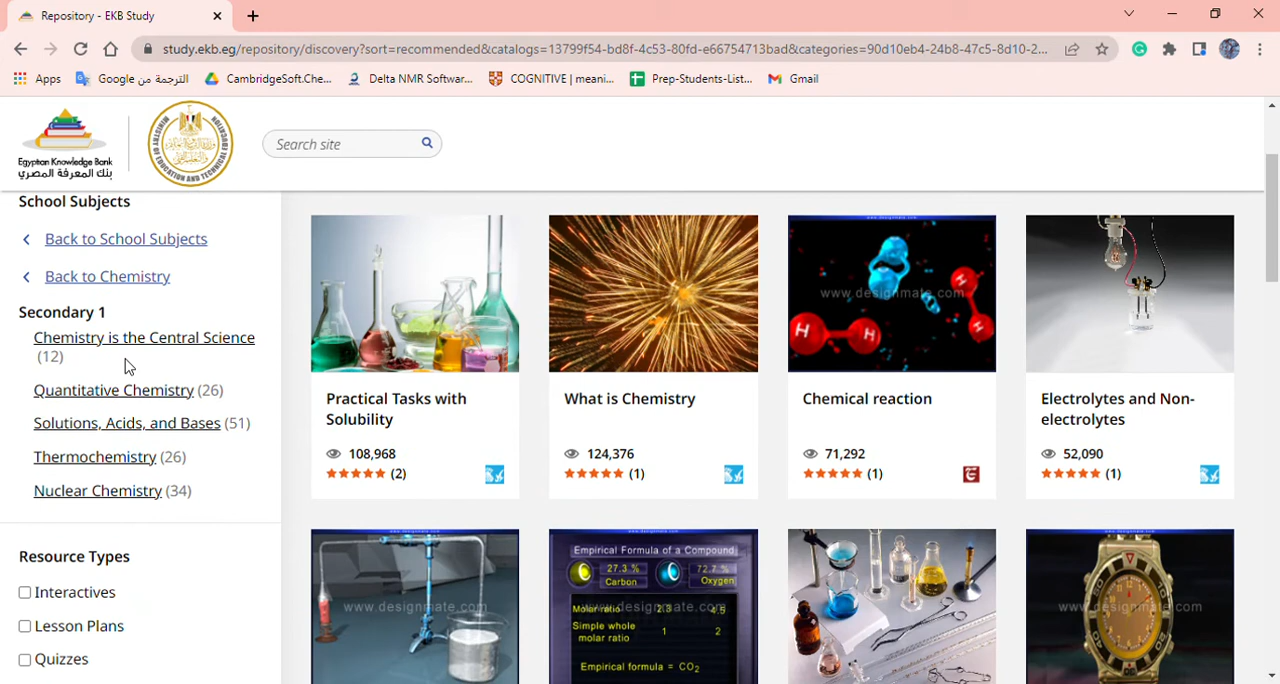 Repository - EKB Study
study.ekb.eg/repository/discovery?sort=recommended&catalogs=13799f54-bd8f-4c53-80fd-e66754713bad&categories=90d10eb4-24b8-47c5-8d10-2...
Apps
Google الترجمة من
CambridgeSoft.Che...
Delta NMR Softwar...
COGNITIVE | meani...
Prep-Students-List...
Gmail
Egyptian Knowledge Bank
بنك المعرفة المصري
MINISTRY OF EDUCATION AND TECHNICAL EDUCATION
Search site
School Subjects
Back to School Subjects
Back to Chemistry
Secondary 1
Chemistry is the Central Science
(12)
Quantitative Chemistry (26)
Solutions, Acids, and Bases (51)
Thermochemistry (26)
Nuclear Chemistry (34)
Resource Types
Interactives
Lesson Plans
Quizzes
Practical Tasks with
Solubility
108,968
(2)
What is Chemistry
124,376
(1)
www.designmate.com
H
H
H
H
Chemical reaction
71,292
(1)
Electrolytes and Non-
electrolytes
52,090
(1)
www.designmate.com
Empirical Formula of a Compound
27.3 %
Carbon
72.7 %
Oxygen
Simple whole
molar ratio
1
2
Empirical formula = CO₂
www.designmate.com